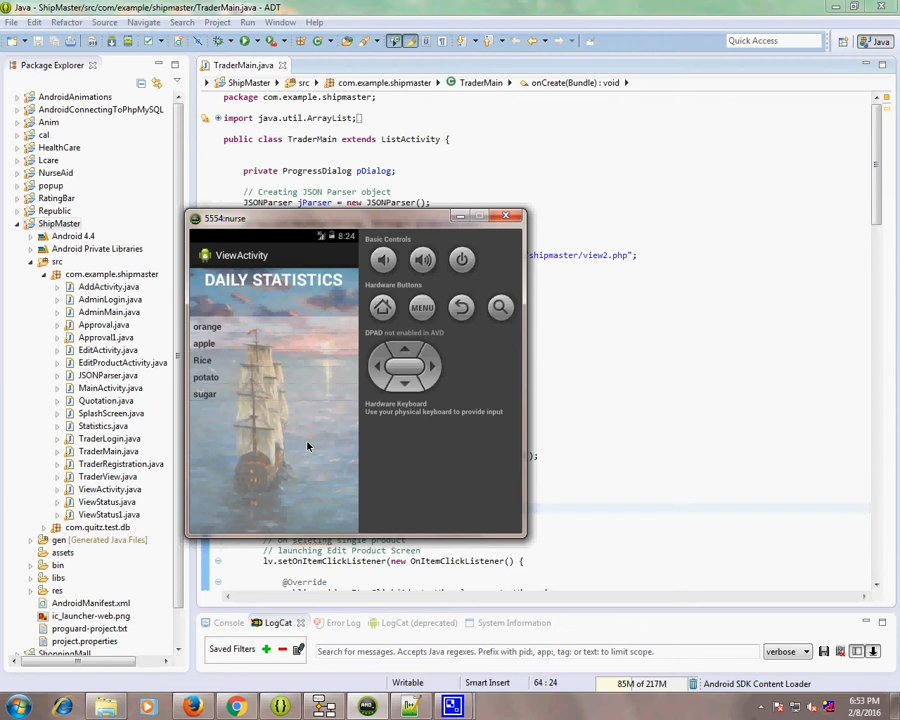 Java - ShipMaster/src/com/example/shipmaster/TraderMain.java - ADT
File Edit Refactor Source Navigate Search Project Run Window Help
Quick Access
Java
Package Explorer
TraderMain.java
ShipMaster src com.example.shipmaster TraderMain onCreate(Bundle) : void
AndroidAnimations
AndroidConnectingToPhpMySQL
Anim
cal
HealthCare
Lcare
NurseAid
popup
RatingBar
Republic
ShipMaster
Android 4.4
Android Private Libraries
src
com.example.shipmaster
AddActivity.java
AdminLogin.java
AdminMain.java
Approval.java
Approval1.java
EditActivity.java
EditProductActivity.java
JSONParser.java
MainActivity.java
Quotation.java
SplashScreen.java
Statistics.java
TraderLogin.java
TraderMain.java
TraderRegistration.java
TraderView.java
ViewActivity.java
ViewStatus.java
ViewStatus1.java
com.quitz.test.db
gen [Generated Java Files]
assets
bin
libs
res
AndroidManifest.xml
ic_launcher-web.png
proguard-project.txt
project.properties
ShoppingMall
package com.example.shipmaster;
import java.util.ArrayList;
public class TraderMain extends ListActivity {
private ProgressDialog pDialog;
// Creating JSON Parser object
JSONParser jParser = new JSONParser();
shipmaster/view2.php";
);
// on seleting single product
// launching Edit Product Screen
lv.setOnItemClickListener(new OnItemClickListener() {
@Override
5554:nurse
8:24
ViewActivity
DAILY STATISTICS
orange
apple
Rice
potato
sugar
Basic Controls
Hardware Buttons
MENU
DPAD not enabled in AVD
Hardware Keyboard
Use your physical keyboard to provide input
Console LogCat Error Log LogCat (deprecated) System Information
Saved Filters
Search for messages. Accepts Java regexes. Prefix with pid:, app:, tag: or text: to limit scope.
verbose
Writable Smart Insert 64 : 24 85M of 217M Android SDK Content Loader
6:53 PM
2/8/2016